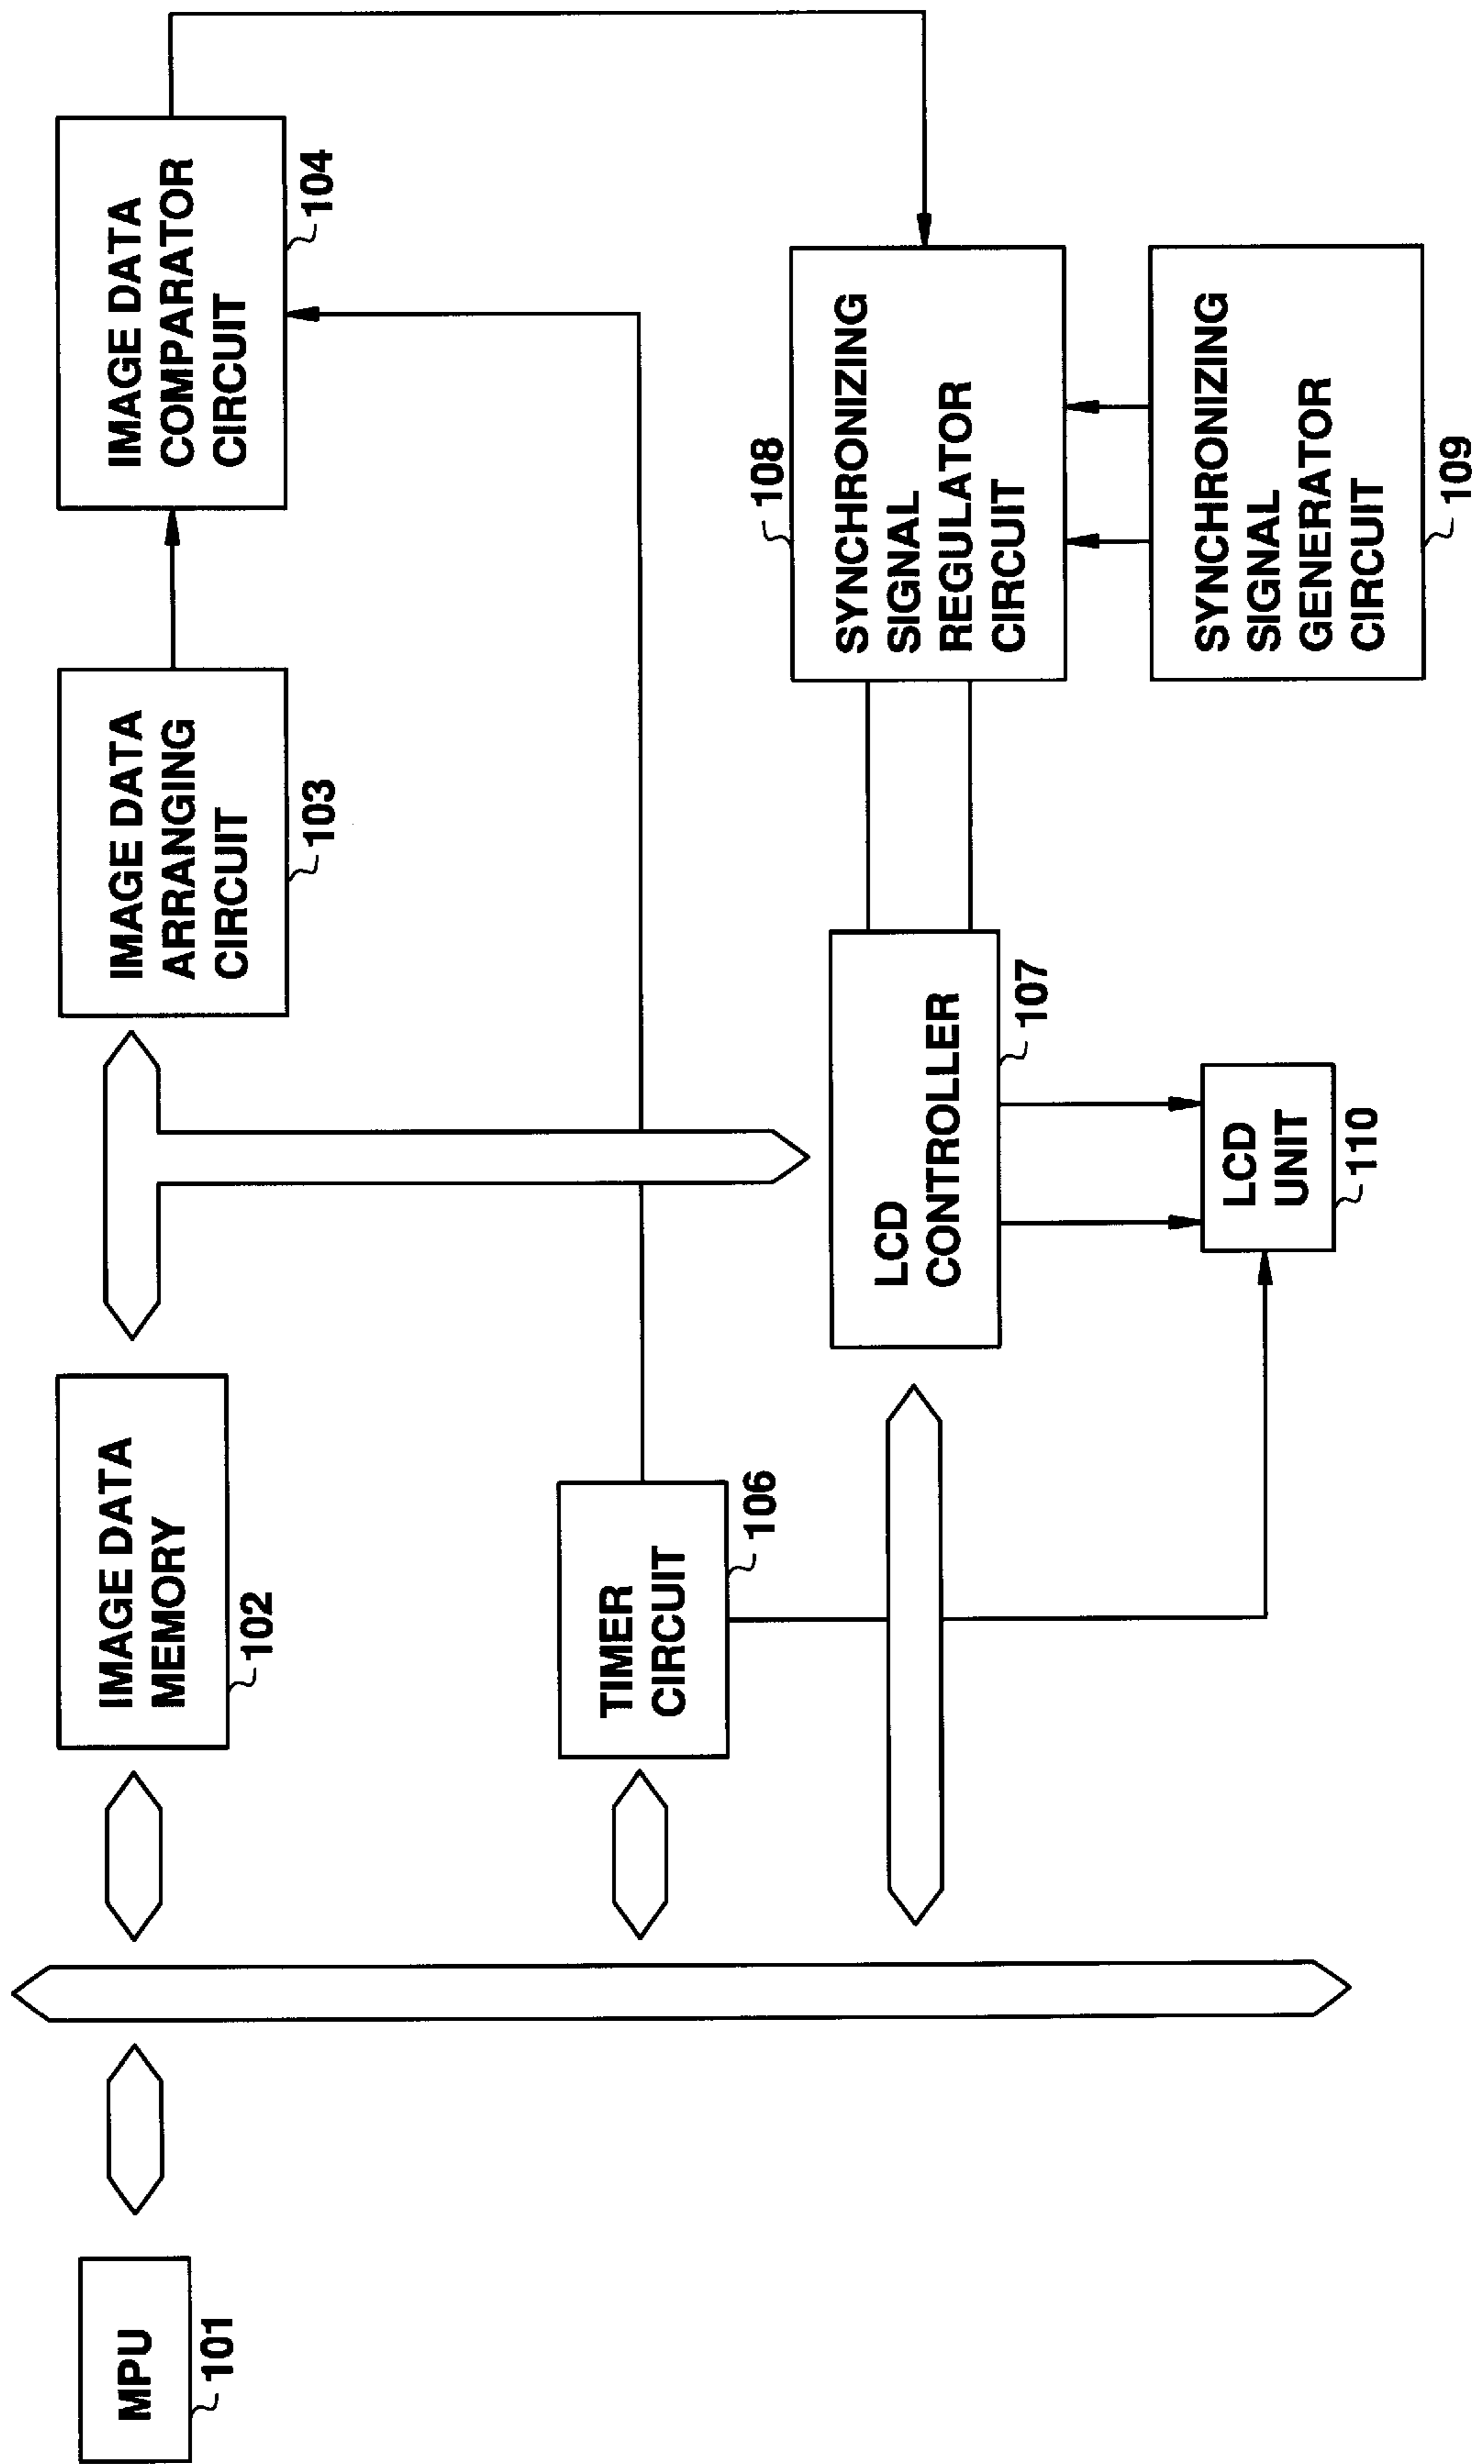 MPU
101
IMAGE DATA
MEMORY
102
IMAGE DATA
ARRANGING
CIRCUIT
103
IMAGE DATA
COMPARATOR
CIRCUIT
104
TIMER
CIRCUIT
106
LCD
CONTROLLER
107
108
SYNCHRONIZING
SIGNAL
REGULATOR
CIRCUIT
SYNCHRONIZING
SIGNAL
GENERATOR
CIRCUIT
109
LCD
UNIT
110